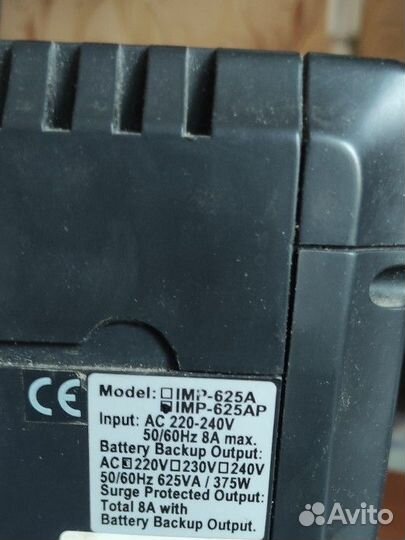 CE
Model: ☐ IMP-625A
☑ IMP-625AP
Input: AC 220-240V
50/60Hz 8A max.
Battery Backup Output:
AC ☑ 220V ☐ 230V ☐ 240V
50/60Hz 625VA / 375W
Surge Protected Output:
Total 8A with
Battery Backup Output.
Avito